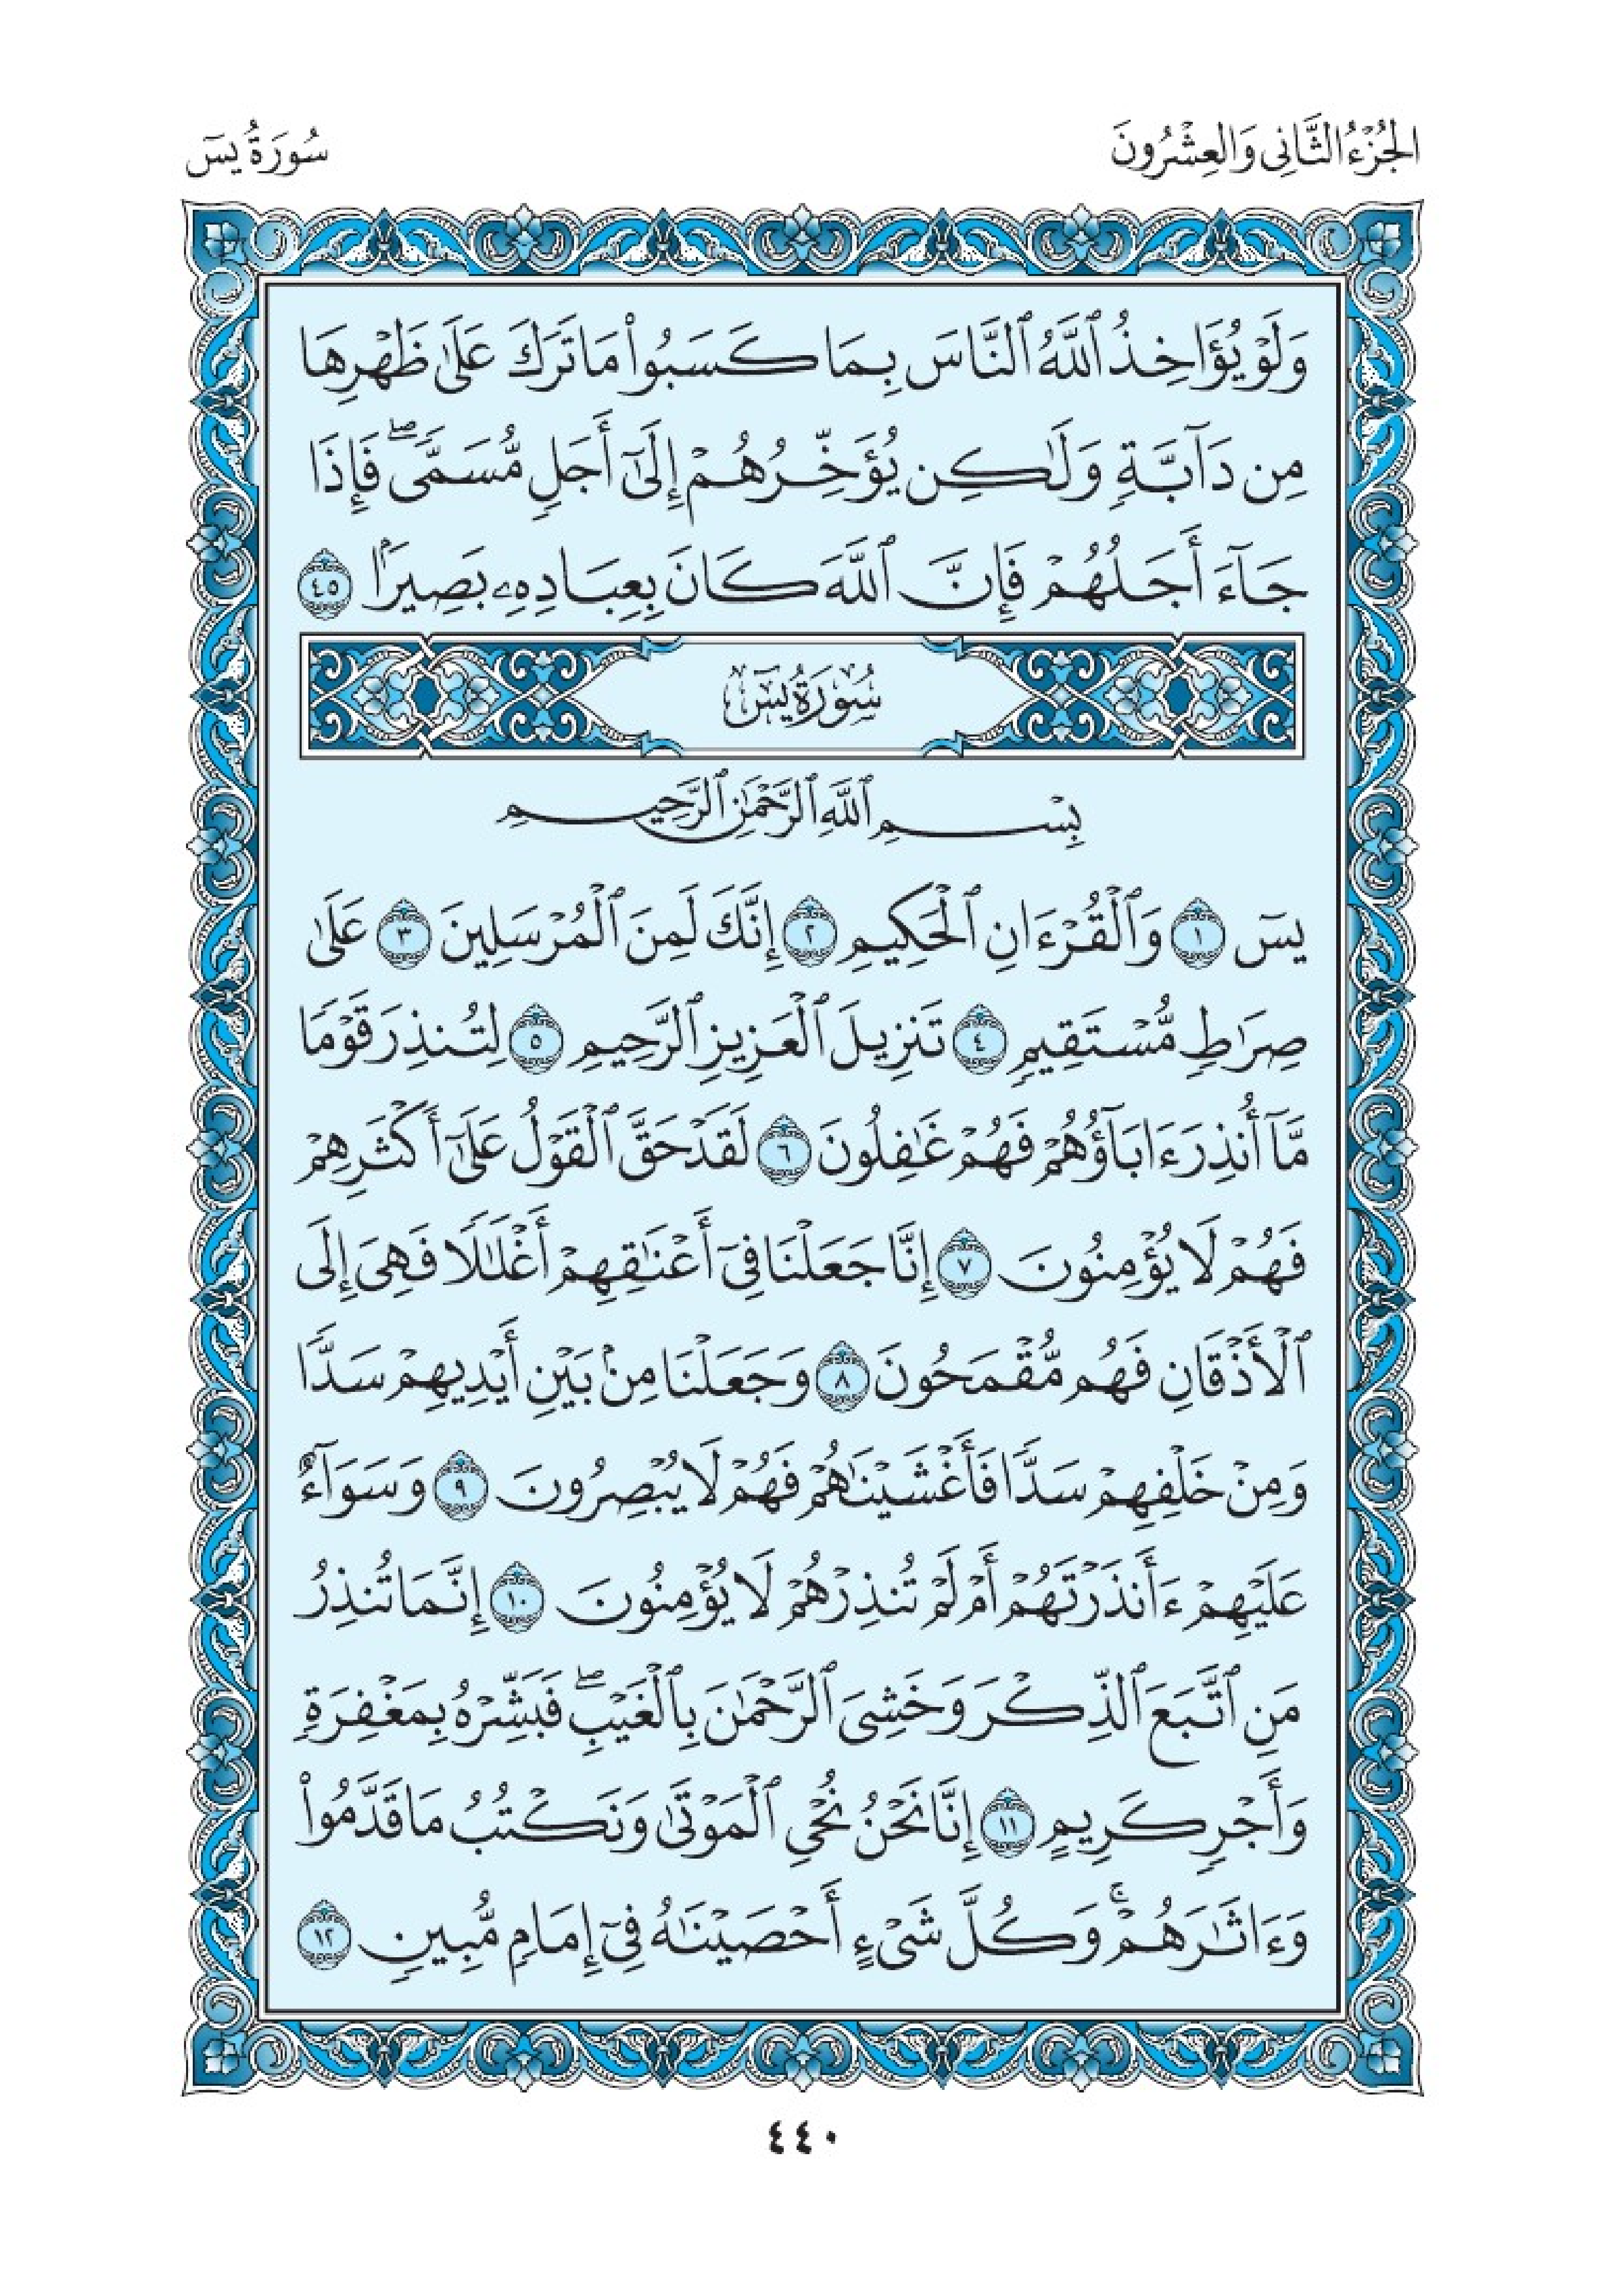 الجُزْءُ الثَّانِي وَالعِشْرُونَ
سُورَةُ يسٓ
وَلَوۡ يُؤَاخِذُ ٱللَّهُ ٱلنَّاسَ بِمَا كَسَبُواْ مَا تَرَكَ عَلَىٰ ظَهۡرِهَا
مِن دَآبَّةٖ وَلَٰكِن يُؤَخِّرُهُمۡ إِلَىٰٓ أَجَلٖ مُّسَمّٗىۖ فَإِذَا
جَآءَ أَجَلُهُمۡ فَإِنَّ ٱللَّهَ كَانَ بِعِبَادِهِۦ بَصِيرَۢا ٤٥
سُورَةُ يسٓ
بِسۡمِ ٱللَّهِ ٱلرَّحۡمَٰنِ ٱلرَّحِيمِ
يسٓ ١ وَٱلۡقُرۡءَانِ ٱلۡحَكِيمِ ٢ إِنَّكَ لَمِنَ ٱلۡمُرۡسَلِينَ ٣ عَلَىٰ
صِرَٰطٖ مُّسۡتَقِيمٖ ٤ تَنزِيلَ ٱلۡعَزِيزِ ٱلرَّحِيمِ ٥ لِتُنذِرَ قَوۡمٗا
مَّآ أُنذِرَ ءَابَآؤُهُمۡ فَهُمۡ غَٰفِلُونَ ٦ لَقَدۡ حَقَّ ٱلۡقَوۡلُ عَلَىٰٓ أَكۡثَرِهِمۡ
فَهُمۡ لَا يُؤۡمِنُونَ ٧ إِنَّا جَعَلۡنَا فِيٓ أَعۡنَٰقِهِمۡ أَغۡلَٰلٗا فَهِيَ إِلَى
ٱلۡأَذۡقَانِ فَهُم مُّقۡمَحُونَ ٨ وَجَعَلۡنَا مِنۢ بَيۡنِ أَيۡدِيهِمۡ سَدّٗا
وَمِنۡ خَلۡفِهِمۡ سَدّٗا فَأَغۡشَيۡنَٰهُمۡ فَهُمۡ لَا يُبۡصِرُونَ ٩ وَسَوَآءٌ
عَلَيۡهِمۡ ءَأَنذَرۡتَهُمۡ أَمۡ لَمۡ تُنذِرۡهُمۡ لَا يُؤۡمِنُونَ ١٠ إِنَّمَا تُنذِرُ
مَنِ ٱتَّبَعَ ٱلذِّكۡرَ وَخَشِيَ ٱلرَّحۡمَٰنَ بِٱلۡغَيۡبِۖ فَبَشِّرۡهُ بِمَغۡفِرَةٖ
وَأَجۡرٖ كَرِيمٍ ١١ إِنَّا نَحۡنُ نُحۡيِ ٱلۡمَوۡتَىٰ وَنَكۡتُبُ مَا قَدَّمُواْ
وَءَاثَٰرَهُمۡۚ وَكُلَّ شَيۡءٍ أَحۡصَيۡنَٰهُ فِيٓ إِمَامٖ مُّبِينٖ ١٢
٤٤٠